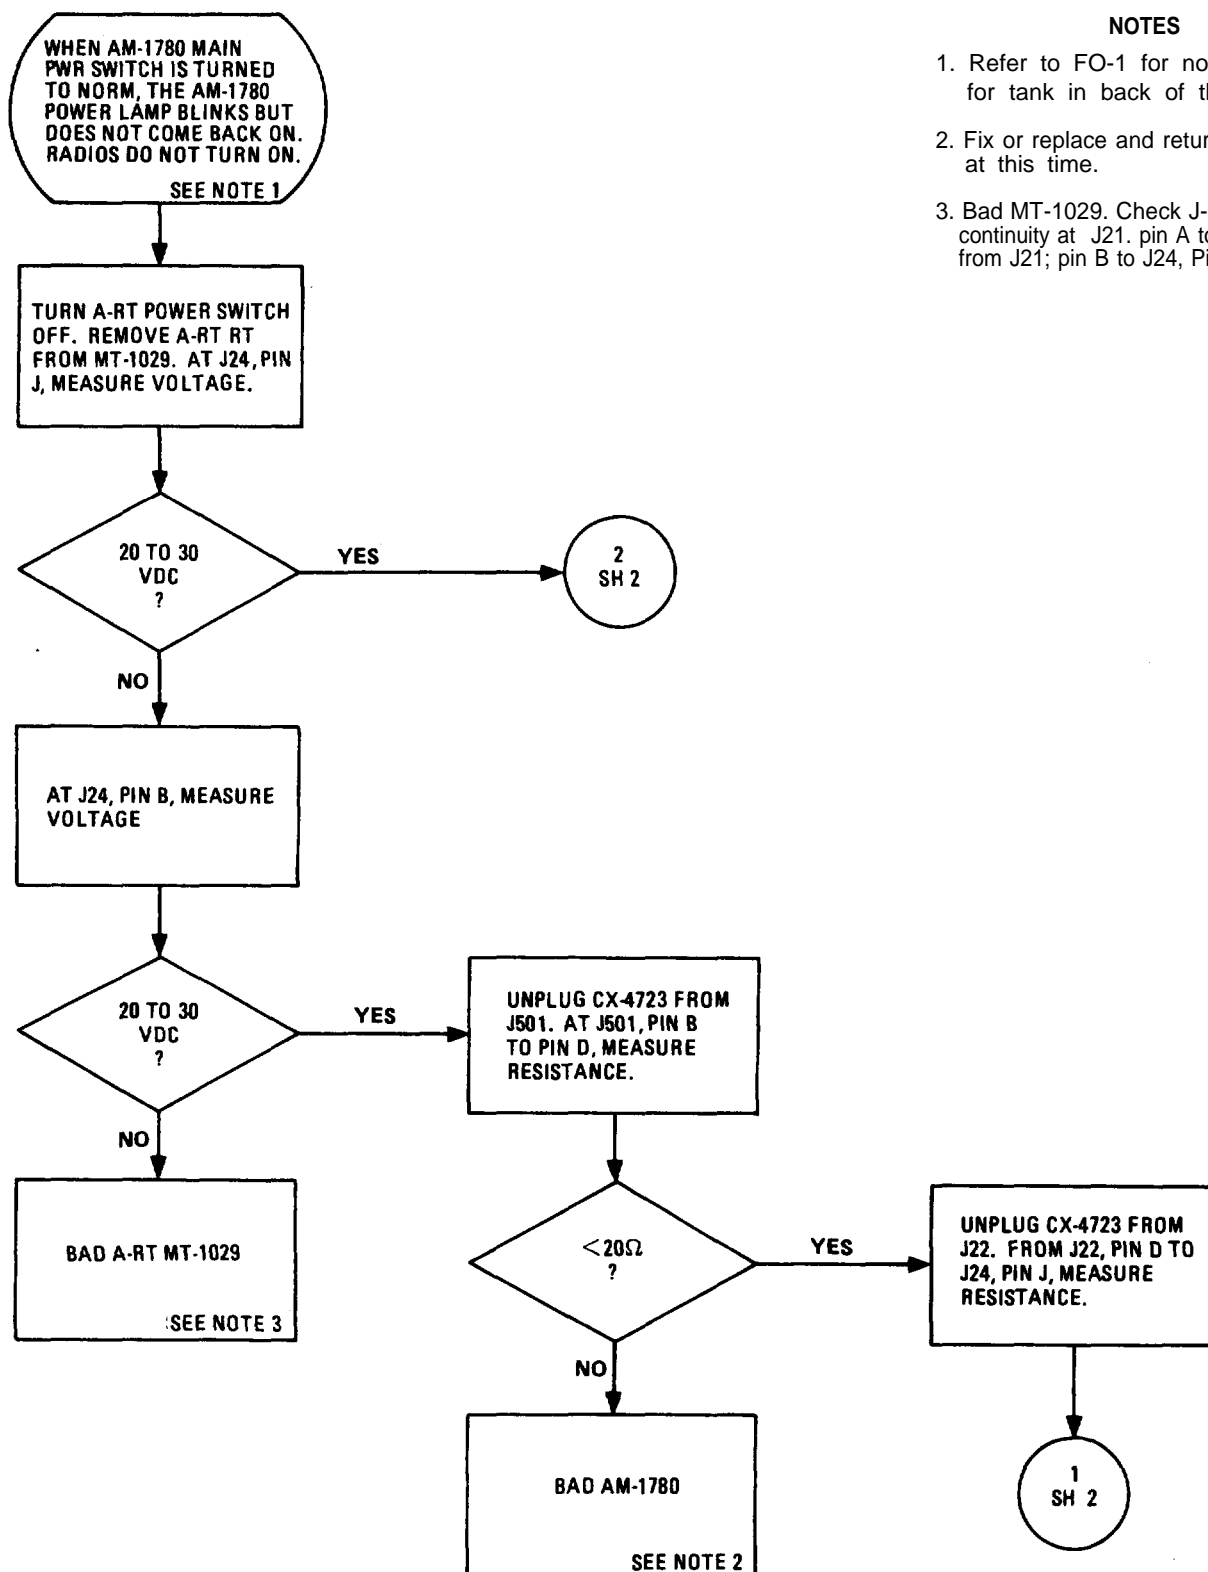 WHEN AM-1780 MAIN
PWR SWITCH IS TURNED
TO NORM, THE AM-1780
POWER LAMP BLINKS BUT
DOES NOT COME BACK ON.
RADIOS DO NOT TURN ON.
SEE NOTE 1
NOTES
1. Refer to FO-1 for no
for tank in back of t
2. Fix or replace and retur
at this time.
3. Bad MT-1029. Check J-
continuity at J21. pin A to
from J21; pin B to J24, Pi
TURN A-RT POWER SWITCH
OFF. REMOVE A-RT RT
FROM MT-1029. AT J24, PIN
J, MEASURE VOLTAGE.
20 TO 30
VDC
?
YES
2
SH 2
NO
AT J24, PIN B, MEASURE
VOLTAGE
20 TO 30
VDC
?
YES
UNPLUG CX-4723 FROM
J501. AT J501, PIN B
TO PIN D, MEASURE
RESISTANCE.
NO
BAD A-RT MT-1029
SEE NOTE 3
<20Ω
?
YES
UNPLUG CX-4723 FROM
J22. FROM J22, PIN D TO
J24, PIN J, MEASURE
RESISTANCE.
NO
BAD AM-1780
SEE NOTE 2
1
SH 2